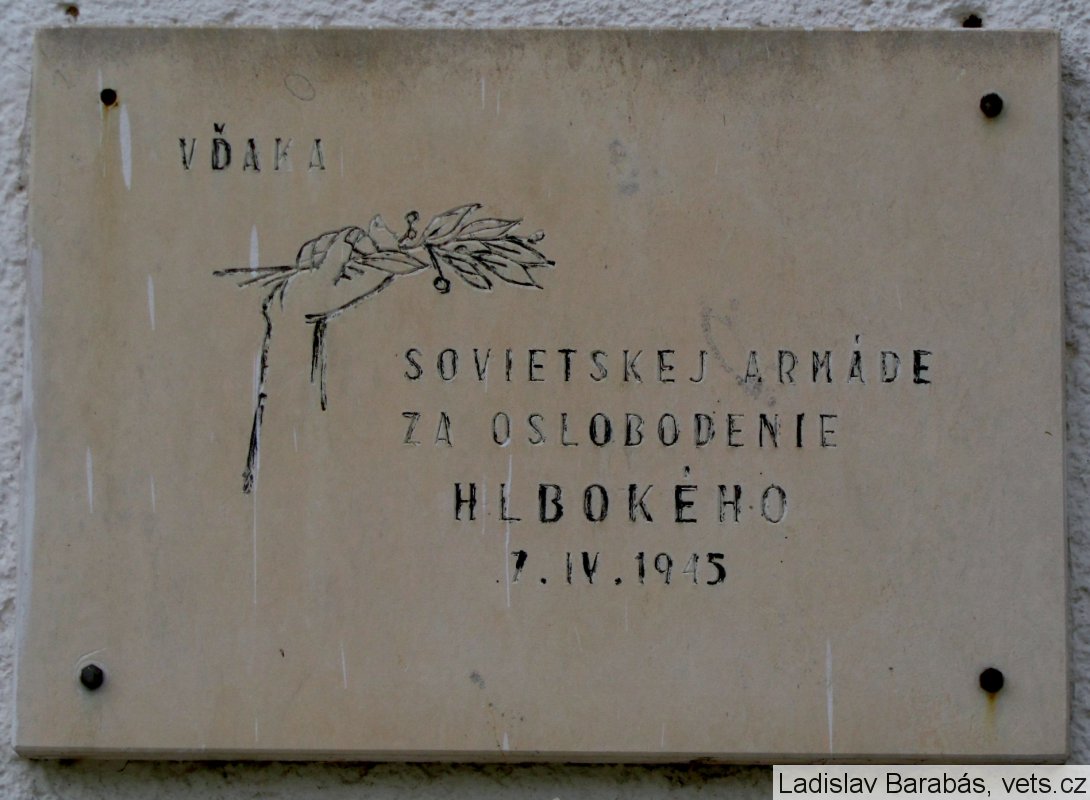 VĎAKA
SOVIETSKEJ ARMÁDE
ZA OSLOBODENIE
HLBOKÉHO
7.IV.1945
Ladislav Barabás, vets.cz